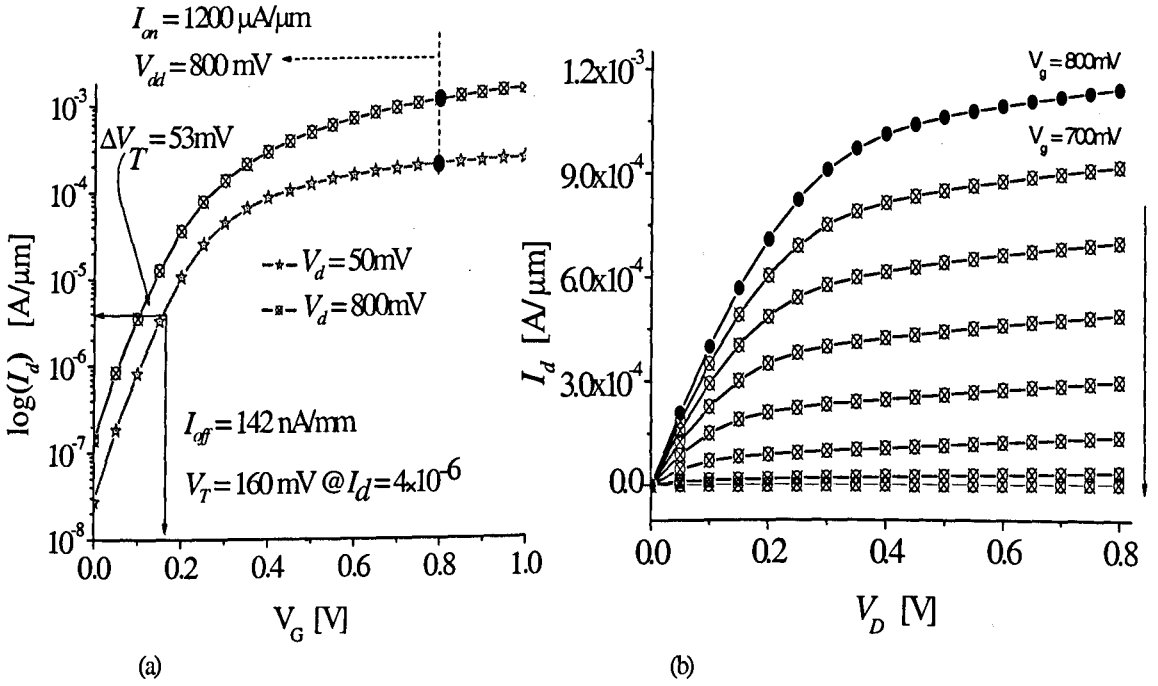 I_on = 1200 µA/µm
V_dd = 800 mV
10^-3
ΔV_T = 53mV
10^-4
10^-5
10^-6
10^-7
10^-8
log(I_d) [A/µm]
V_d = 50mV
V_d = 800mV
I_off = 142 nA/mm
V_T = 160 mV @ I_d = 4×10^-6
0.0 0.2 0.4 0.6 0.8 1.0
V_G [V]
(a)
V_g = 800mV
V_g = 700mV
1.2x10^-3
9.0x10^-4
6.0x10^-4
3.0x10^-4
0.0
I_d [A/µm]
0.0 0.2 0.4 0.6 0.8
V_D [V]
(b)